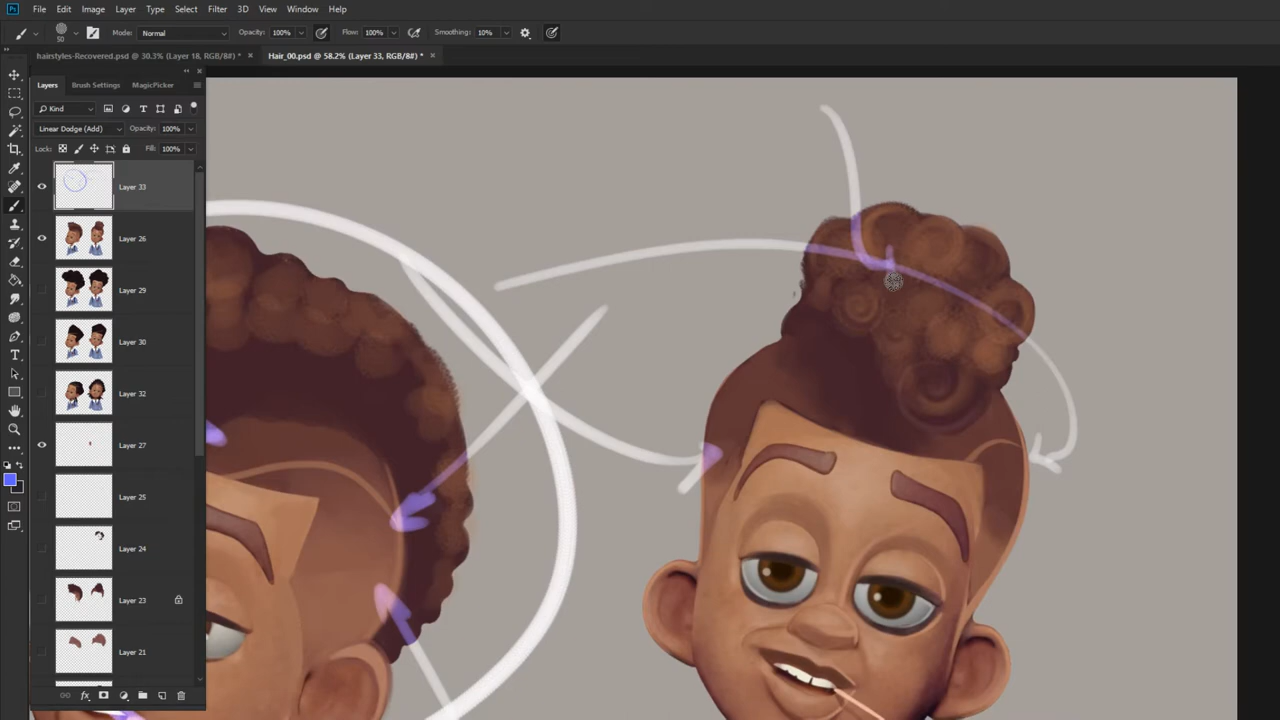 Ps File Edit Image Layer Type Select Filter 3D View Window Help
50 Mode: Normal Opacity: 100% Flow: 100% Smoothing: 10%
hairstyles-Recovered.psd @ 30.3% (Layer 18, RGB/8#) * × Hair_00.psd @ 58.2% (Layer 33, RGB/8#) * ×
Layers Brush Settings MagicPicker
Kind
Linear Dodge (Add) Opacity: 100%
Lock: Fill: 100%
Layer 33
Layer 26
Layer 29
Layer 30
Layer 32
Layer 27
Layer 25
Layer 24
Layer 23
Layer 21
fx